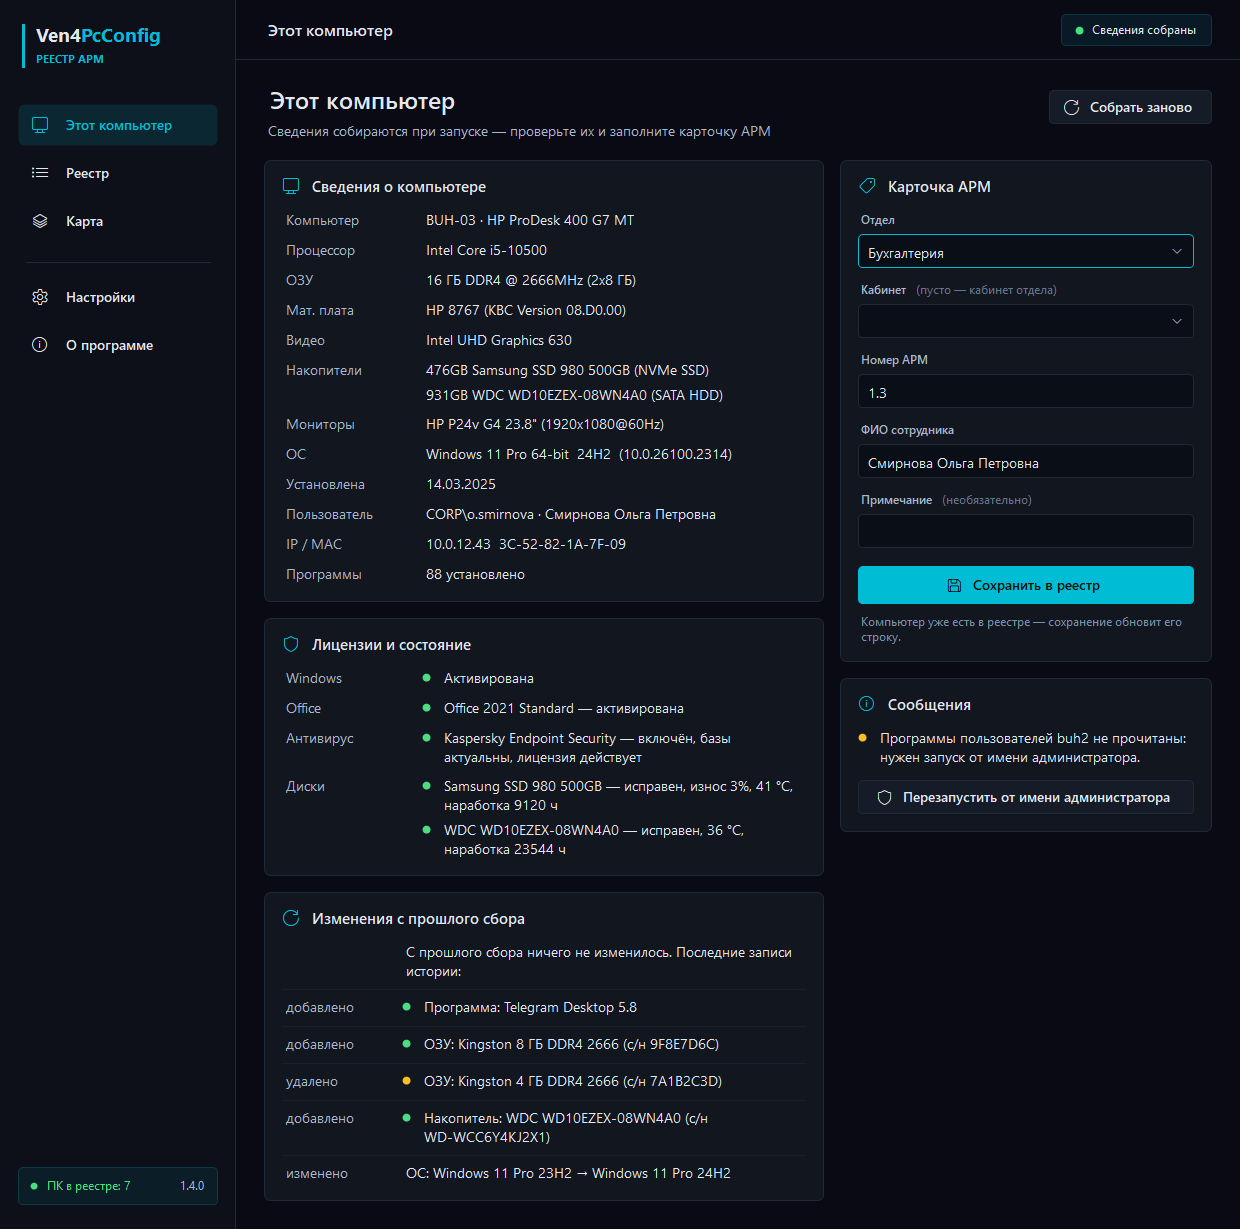 Ven4PcConfig
РЕЕСТР АРМ
Этот компьютер
Реестр
Карта
Настройки
О программе
ПК в реестре: 7
1.4.0
Этот компьютер
Сведения собраны
Этот компьютер
Сведения собираются при запуске — проверьте их и заполните карточку АРМ
Собрать заново
Сведения о компьютере
Компьютер BUH-03 · HP ProDesk 400 G7 MT
Процессор Intel Core i5-10500
ОЗУ 16 ГБ DDR4 @ 2666MHz (2x8 ГБ)
Мат. плата HP 8767 (KBC Version 08.D0.00)
Видео Intel UHD Graphics 630
Накопители 476GB Samsung SSD 980 500GB (NVMe SSD)
931GB WDC WD10EZEX-08WN4A0 (SATA HDD)
Мониторы HP P24v G4 23.8" (1920x1080@60Hz)
ОС Windows 11 Pro 64-bit 24H2 (10.0.26100.2314)
Установлена 14.03.2025
Пользователь CORP\o.smirnova · Смирнова Ольга Петровна
IP / MAC 10.0.12.43 3C-52-82-1A-7F-09
Программы 88 установлено
Лицензии и состояние
Windows Активирована
Office Office 2021 Standard — активирована
Антивирус Kaspersky Endpoint Security — включён, базы
актуальны, лицензия действует
Диски Samsung SSD 980 500GB — исправен, износ 3%, 41 °C,
наработка 9120 ч
WDC WD10EZEX-08WN4A0 — исправен, 36 °C,
наработка 23544 ч
Изменения с прошлого сбора
С прошлого сбора ничего не изменилось. Последние записи
истории:
добавлено Программа: Telegram Desktop 5.8
добавлено ОЗУ: Kingston 8 ГБ DDR4 2666 (с/н 9F8E7D6C)
удалено ОЗУ: Kingston 4 ГБ DDR4 2666 (с/н 7A1B2C3D)
добавлено Накопитель: WDC WD10EZEX-08WN4A0 (с/н
WD-WCC6Y4KJ2X1)
изменено ОС: Windows 11 Pro 23H2 → Windows 11 Pro 24H2
Карточка АРМ
Отдел
Бухгалтерия
Кабинет (пусто — кабинет отдела)
Номер АРМ
1.3
ФИО сотрудника
Смирнова Ольга Петровна
Примечание (необязательно)
Сохранить в реестр
Компьютер уже есть в реестре — сохранение обновит его
строку.
Сообщения
Программы пользователей buh2 не прочитаны:
нужен запуск от имени администратора.
Перезапустить от имени администратора